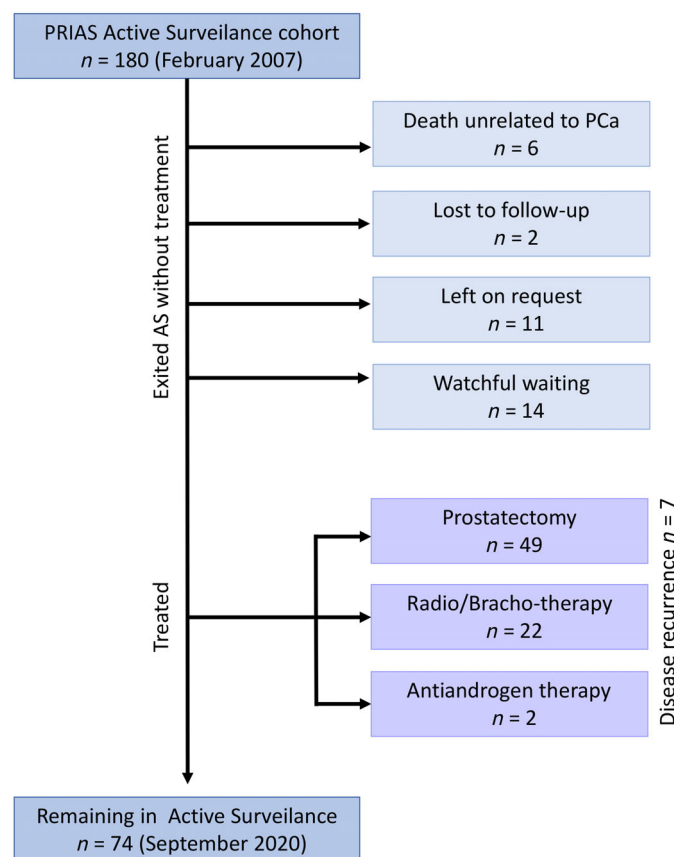 PRIAS Active Surveilance cohort
n = 180 (February 2007)
Exited AS without treatment
Death unrelated to PCa
n = 6
Lost to follow-up
n = 2
Left on request
n = 11
Watchful waiting
n = 14
Treated
Prostatectomy
n = 49
Radio/Bracho-therapy
n = 22
Antiandrogen therapy
n = 2
Disease recurrence n = 7
Remaining in Active Surveilance
n = 74 (September 2020)